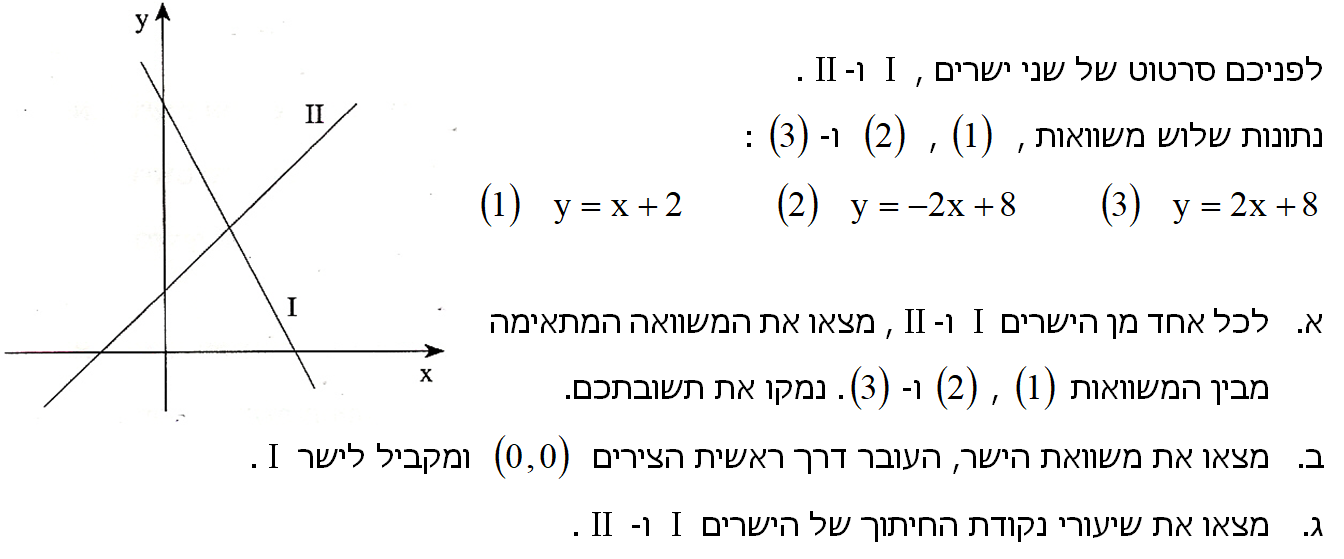 לפניכם סרטוט של שני ישרים , I ו- II .
נתונות שלוש משוואות , (1) , (2) ו- (3) :
(1) y = x + 2 (2) y = −2x + 8 (3) y = 2x + 8
א. לכל אחד מן הישרים I ו- II , מצאו את המשוואה המתאימה
מבין המשוואות (1) , (2) ו- (3) . נמקו את תשובתכם.
ב. מצאו את משוואת הישר, העובר דרך ראשית הצירים (0,0) ומקביל לישר I .
ג. מצאו את שיעורי נקודת החיתוך של הישרים I ו- II .
y
II
I
x